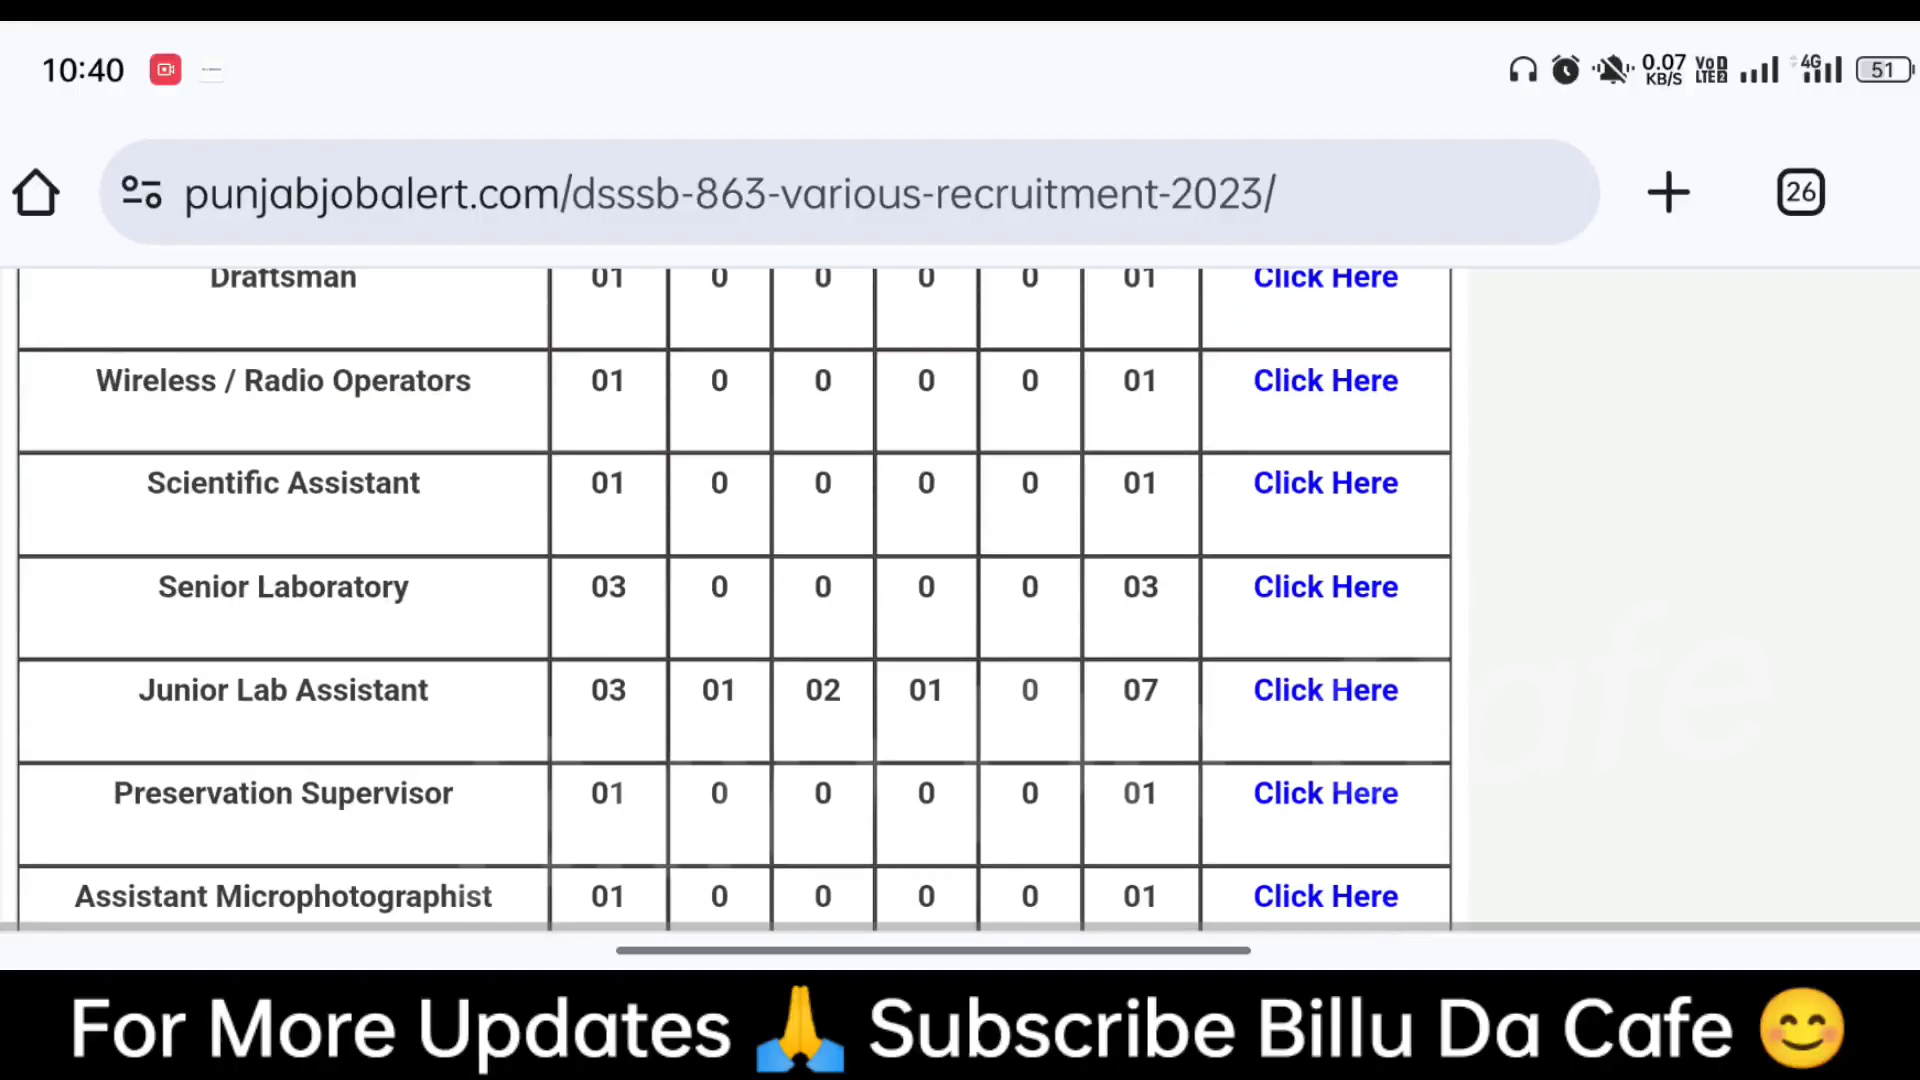 10:40 0.07 KB/S VoD LTE2 4G 51
punjabjobalert.com/dsssb-863-various-recruitment-2023/ 26
Draftsman 01 0 0 0 0 01 Click Here
Wireless / Radio Operators 01 0 0 0 0 01 Click Here
Scientific Assistant 01 0 0 0 0 01 Click Here
Senior Laboratory 03 0 0 0 0 03 Click Here
Junior Lab Assistant 03 01 02 01 0 07 Click Here
Preservation Supervisor 01 0 0 0 0 01 Click Here
Assistant Microphotographist 01 0 0 0 0 01 Click Here
For More Updates 🙏 Subscribe Billu Da Cafe 😊